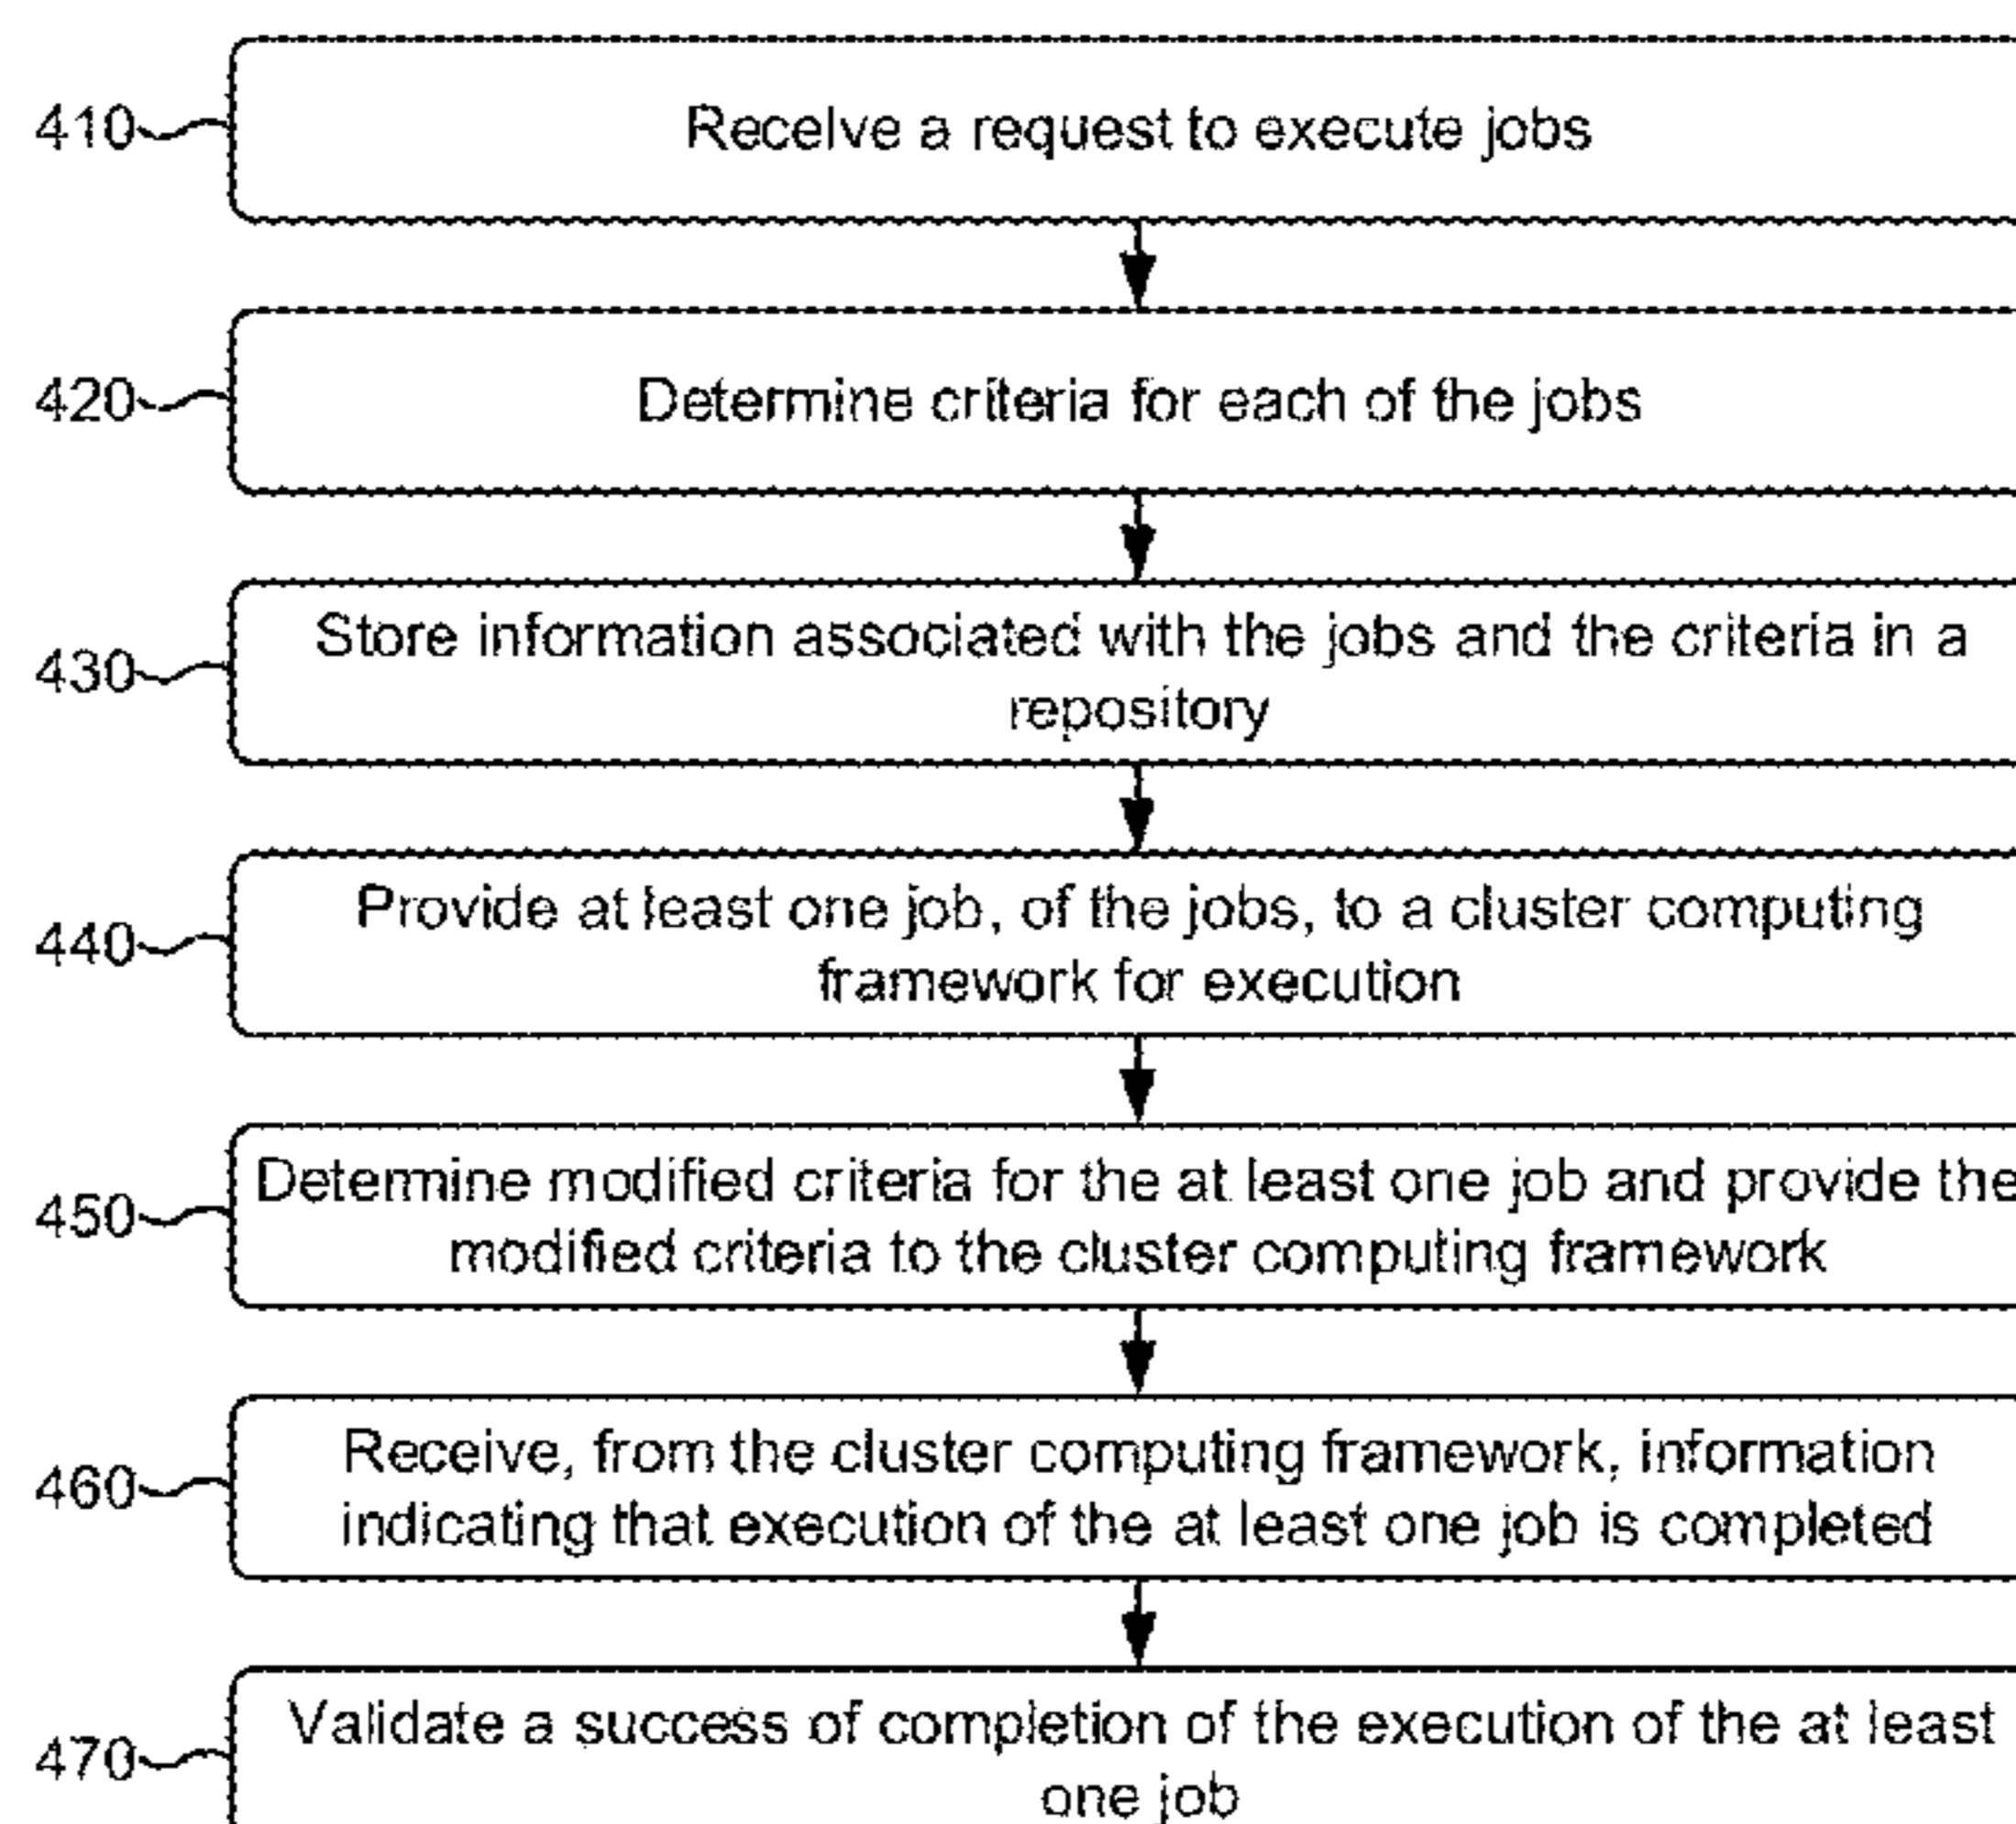 410
Receive a request to execute jobs
420
Determine criteria for each of the jobs
430
Store information associated with the jobs and the criteria in a
repository
440
Provide at least one job, of the jobs, to a cluster computing
framework for execution
450
Determine modified criteria for the at least one job and provide the
modified criteria to the cluster computing framework
460
Receive, from the cluster computing framework, information
indicating that execution of the at least one job is completed
470
Validate a success of completion of the execution of the at least
one job